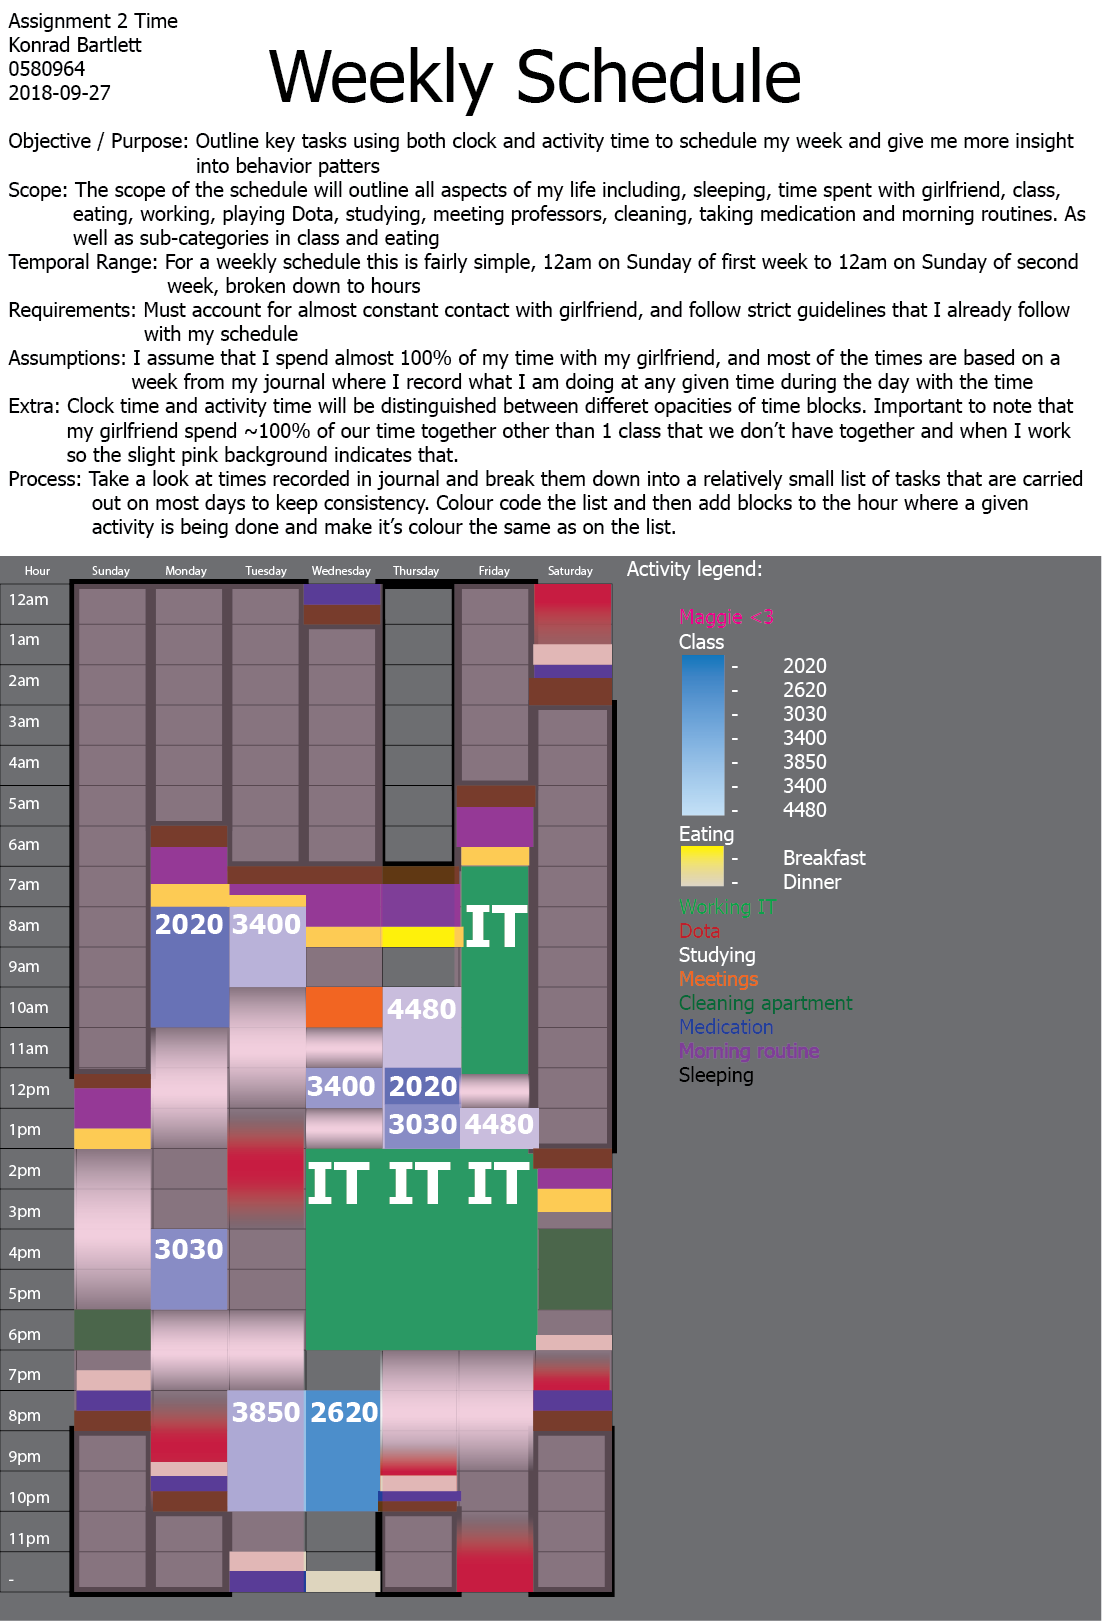 Assignment 2 Time
Konrad Bartlett
0580964
2018-09-27
Weekly Schedule
Objective / Purpose: Outline key tasks using both clock and activity time to schedule my week and give me more insight
into behavior patters
Scope: The scope of the schedule will outline all aspects of my life including, sleeping, time spent with girlfriend, class,
eating, working, playing Dota, studying, meeting professors, cleaning, taking medication and morning routines. As
well as sub-categories in class and eating
Temporal Range: For a weekly schedule this is fairly simple, 12am on Sunday of first week to 12am on Sunday of second
week, broken down to hours
Requirements: Must account for almost constant contact with girlfriend, and follow strict guidelines that I already follow
with my schedule
Assumptions: I assume that I spend almost 100% of my time with my girlfriend, and most of the times are based on a
week from my journal where I record what I am doing at any given time during the day with the time
Extra: Clock time and activity time will be distinguished between differet opacities of time blocks. Important to note that
my girlfriend spend ~100% of our time together other than 1 class that we don't have together and when I work
so the slight pink background indicates that.
Process: Take a look at times recorded in journal and break them down into a relatively small list of tasks that are carried
out on most days to keep consistency. Colour code the list and then add blocks to the hour where a given
activity is being done and make it's colour the same as on the list.
Hour Sunday Monday Tuesday Wednesday Thursday Friday Saturday
12am
1am
2am
3am
4am
5am
6am
7am
8am 2020 3400 IT
9am
10am 4480
11am
12pm 3400 2020
1pm 3030 4480
2pm IT IT IT
3pm
4pm 3030
5pm
6pm
7pm
8pm 3850 2620
9pm
10pm
11pm
-
Activity legend:
Maggie <3
Class
- 2020
- 2620
- 3030
- 3400
- 3850
- 3400
- 4480
Eating
- Breakfast
- Dinner
Working IT
Dota
Studying
Meetings
Cleaning apartment
Medication
Morning routine
Sleeping